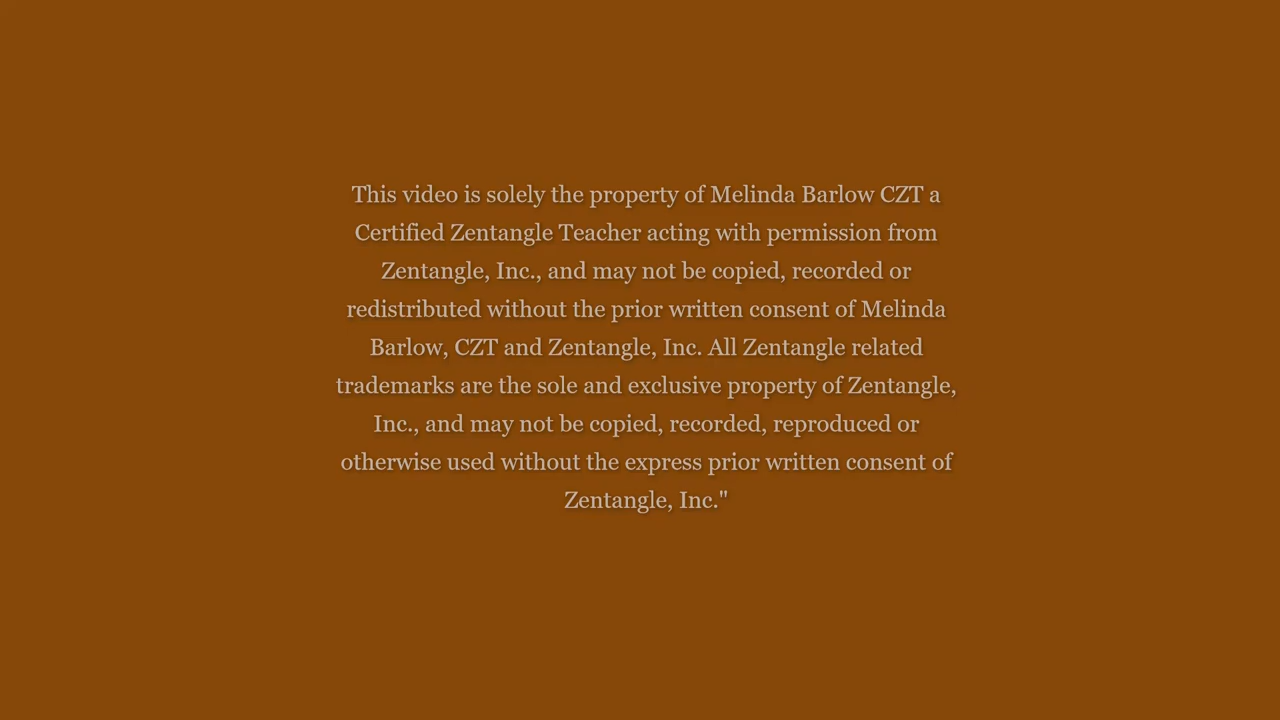 This video is solely the property of Melinda Barlow CZT a
Certified Zentangle Teacher acting with permission from
Zentangle, Inc., and may not be copied, recorded or
redistributed without the prior written consent of Melinda
Barlow, CZT and Zentangle, Inc. All Zentangle related
trademarks are the sole and exclusive property of Zentangle,
Inc., and may not be copied, recorded, reproduced or
otherwise used without the express prior written consent of
Zentangle, Inc."